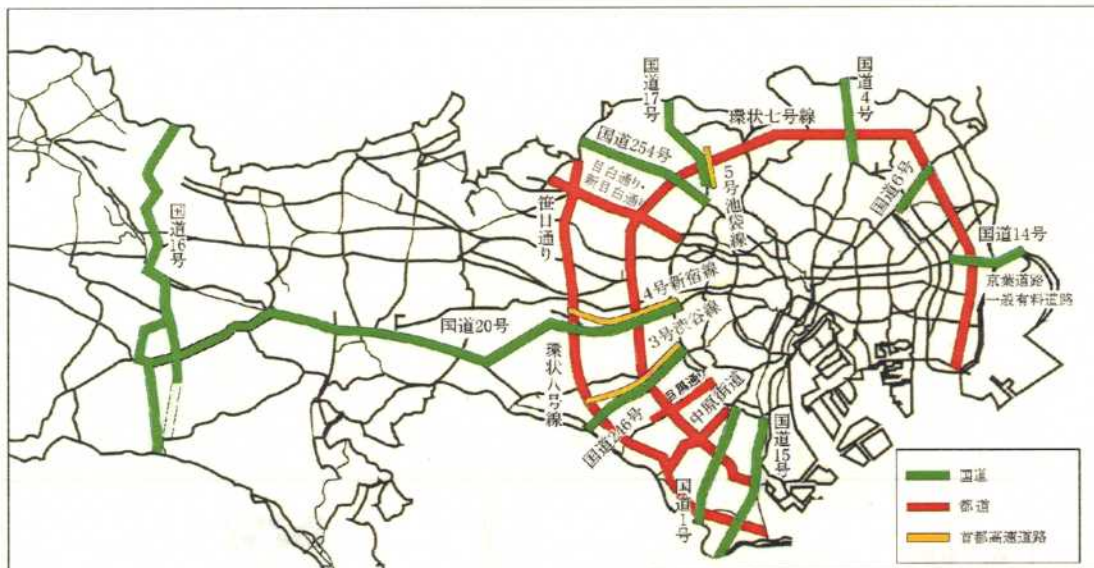 国道17号
国道4号
環状七号線
国道254号
目白通り・
新目白通り
5号池袋線
国道6号
笹目通り
国道16号
国道14号
京葉道路
一般有料道路
4号新宿線
国道20号
3号渋谷線
環状八号線
目黒通り
中原街道
国道246号
国道15号
国道1号
国道
都道
首都高速道路